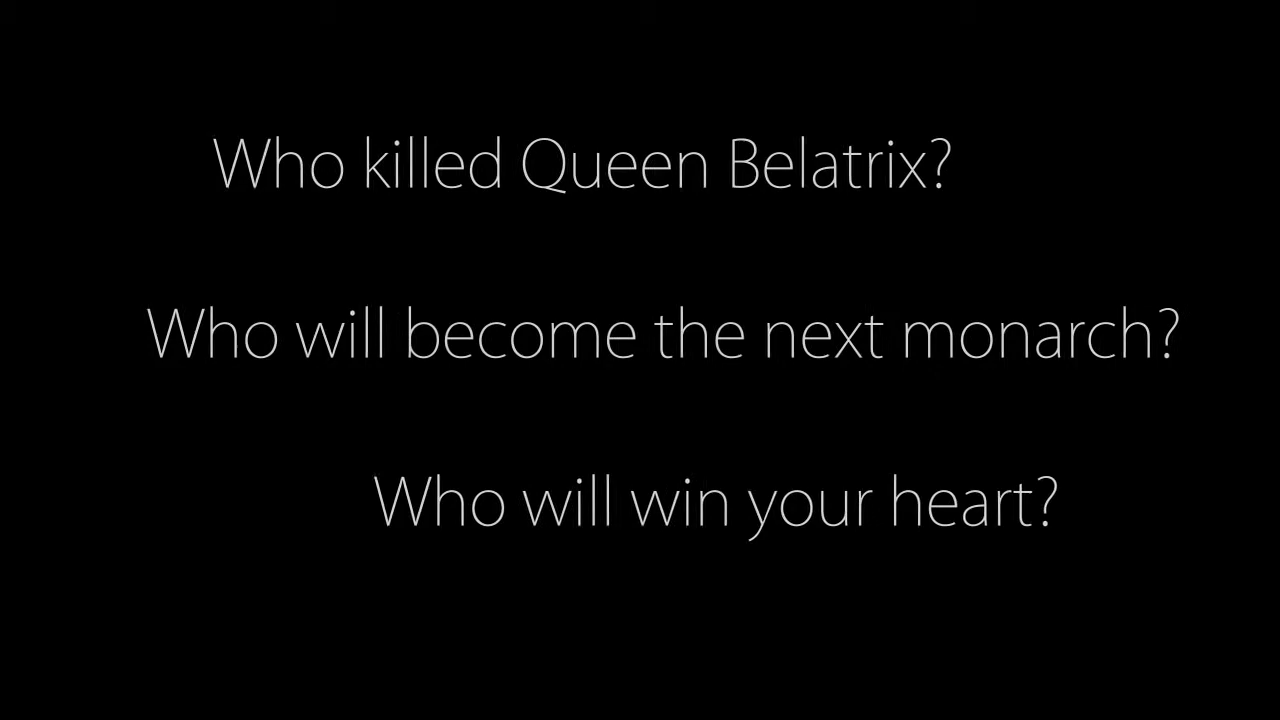 Who killed Queen Belatrix?
Who will become the next monarch?
Who will win your heart?